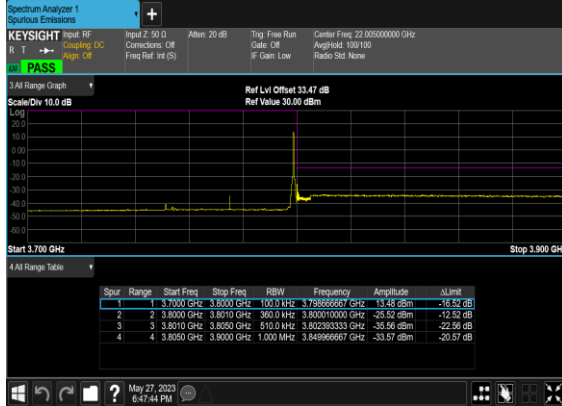 Spectrum Analyzer 1
Spurious Emissions
+
KEYSIGHT Input: RF Input Z: 50 Ω Atten: 20 dB Trig: Free Run Center Freq: 22.005000000 GHz
R T Coupling: DC Corrections: Off Gate: Off Avg|Hold: 100/100
Align: Off Freq Ref: Int (S) IF Gain: Low Radio Std: None
PASS
3 All Range Graph
Ref Lvl Offset 33.47 dB
Scale/Div 10.0 dB Ref Value 30.00 dBm
Log
20.0
10.0
0.00
-10.0
-20.0
-30.0
-40.0
-50.0
-60.0
Start 3.700 GHz Stop 3.900 GHz
4 All Range Table
Spur Range Start Freq Stop Freq RBW Frequency Amplitude ΔLimit
1 1 3.7000 GHz 3.8000 GHz 100.0 kHz 3.798666667 GHz 13.48 dBm -16.52 dB
2 2 3.8000 GHz 3.8010 GHz 360.0 kHz 3.800010000 GHz -25.52 dBm -12.52 dB
3 3 3.8010 GHz 3.8050 GHz 510.0 kHz 3.802393333 GHz -35.56 dBm -22.56 dB
4 4 3.8050 GHz 3.9000 GHz 1.000 MHz 3.849966667 GHz -33.57 dBm -20.57 dB
? May 27, 2023
6:47:44 PM